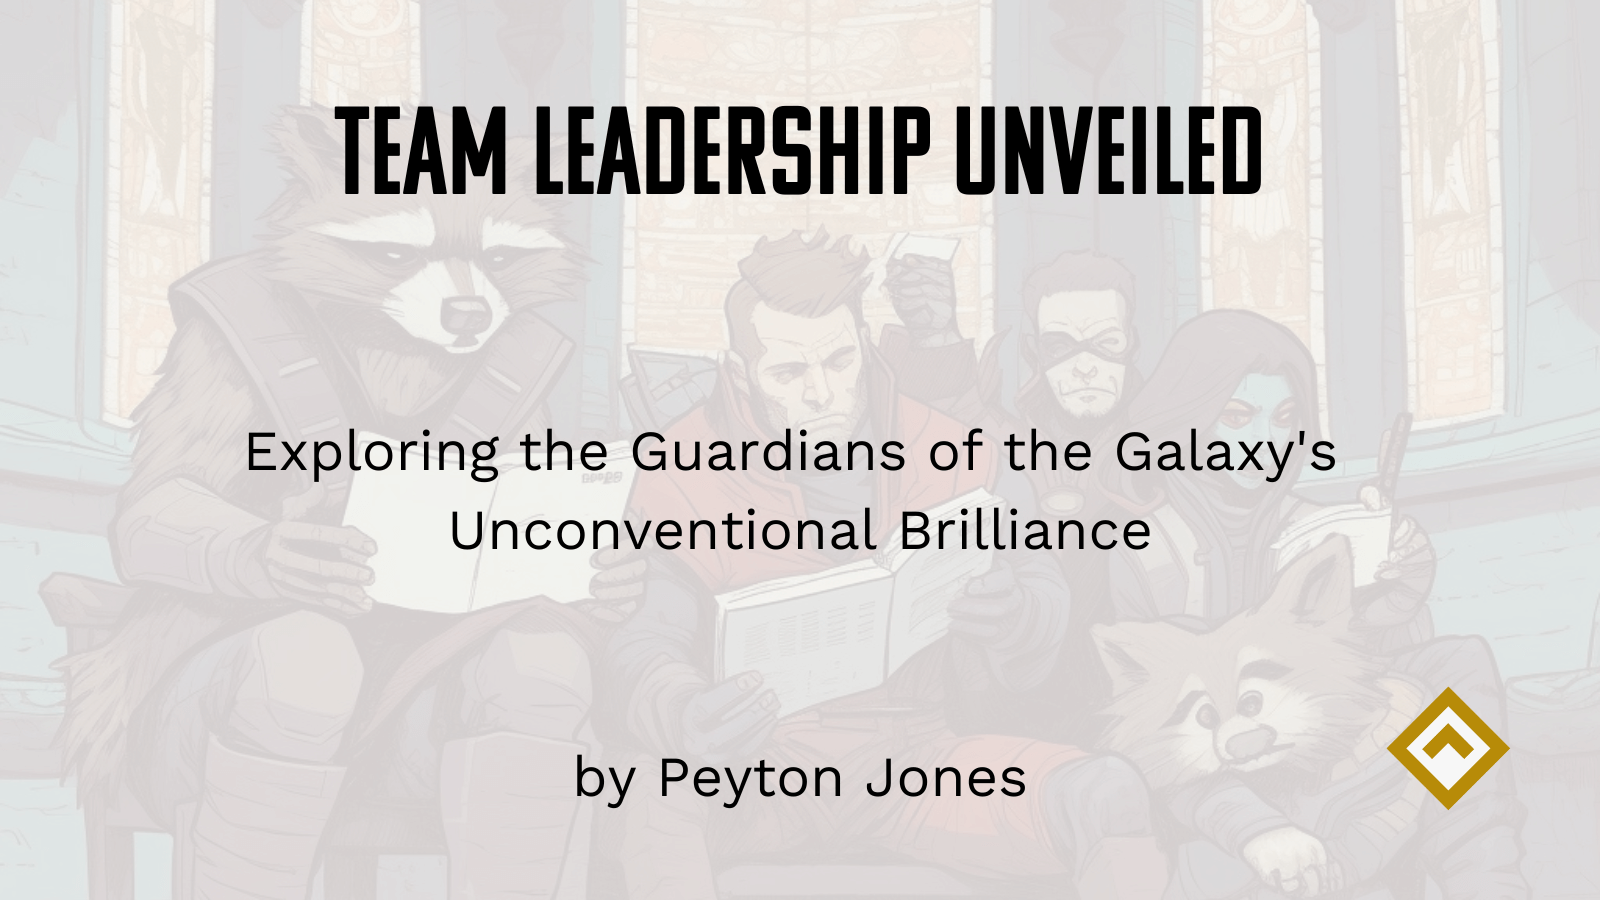 TEAM LEADERSHIP UNVEILED
Exploring the Guardians of the Galaxy's
Unconventional Brilliance
by Peyton Jones